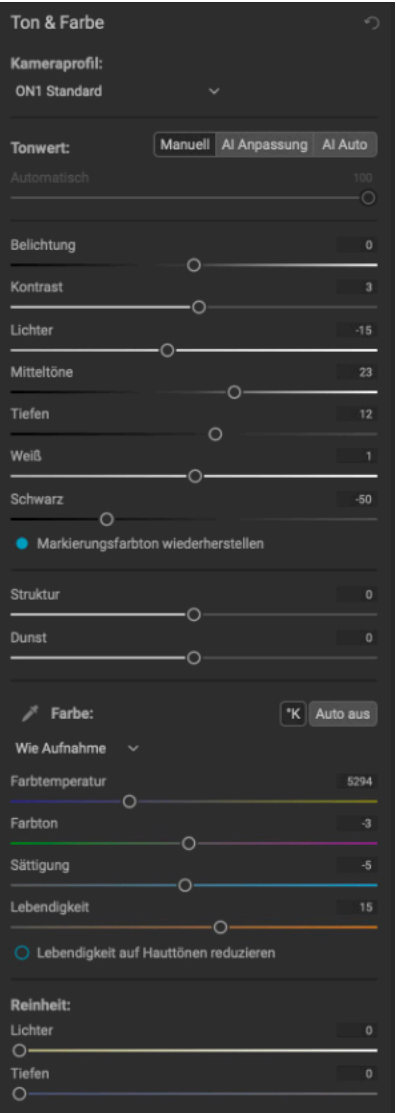 Ton & Farbe
Kameraprofil:
ON1 Standard
Tonwert: Manuell AI Anpassung AI Auto
Automatisch 100
Belichtung 0
Kontrast 3
Lichter -15
Mitteltöne 23
Tiefen 12
Weiß 1
Schwarz -50
Markierungsfarbton wiederherstellen
Struktur 0
Dunst 0
Farbe: °K Auto aus
Wie Aufnahme
Farbtemperatur 5294
Farbton -3
Sättigung -5
Lebendigkeit 15
Lebendigkeit auf Hauttönen reduzieren
Reinheit:
Lichter 0
Tiefen 0